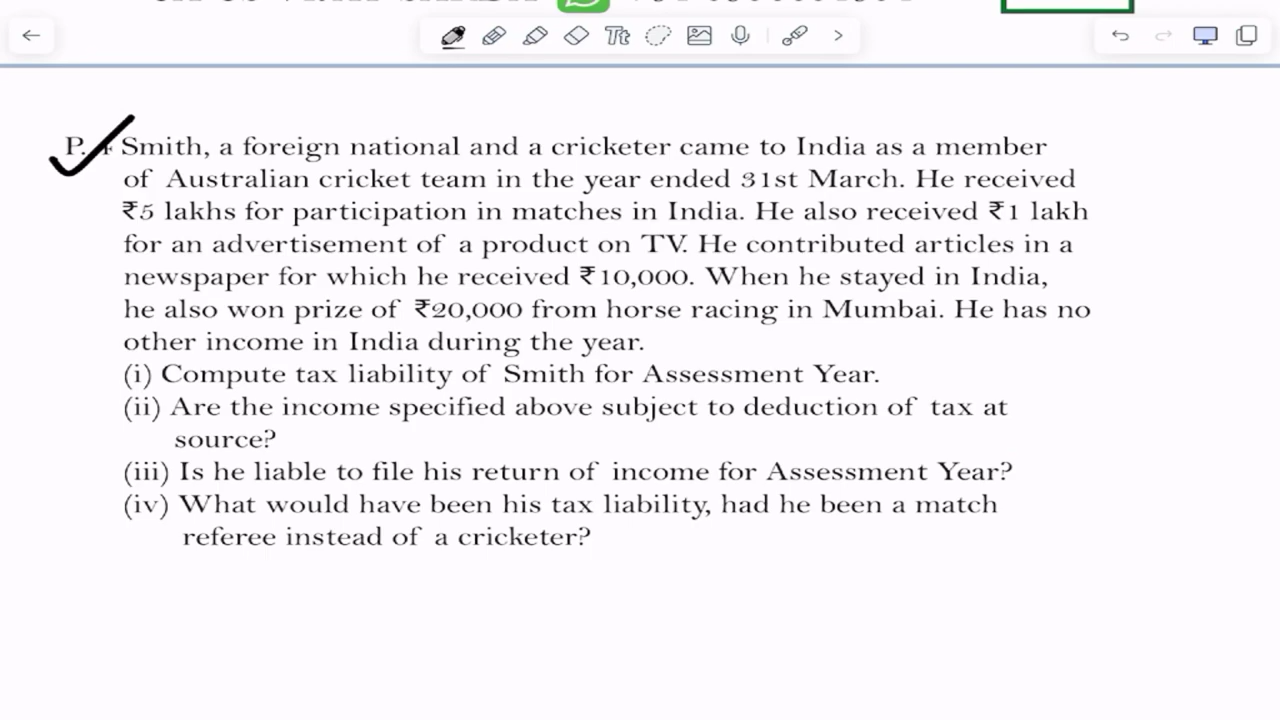 P. Smith, a foreign national and a cricketer came to India as a member
of Australian cricket team in the year ended 31st March. He received
₹5 lakhs for participation in matches in India. He also received ₹1 lakh
for an advertisement of a product on TV. He contributed articles in a
newspaper for which he received ₹10,000. When he stayed in India,
he also won prize of ₹20,000 from horse racing in Mumbai. He has no
other income in India during the year.
(i) Compute tax liability of Smith for Assessment Year.
(ii) Are the income specified above subject to deduction of tax at
source?
(iii) Is he liable to file his return of income for Assessment Year?
(iv) What would have been his tax liability, had he been a match
referee instead of a cricketer?